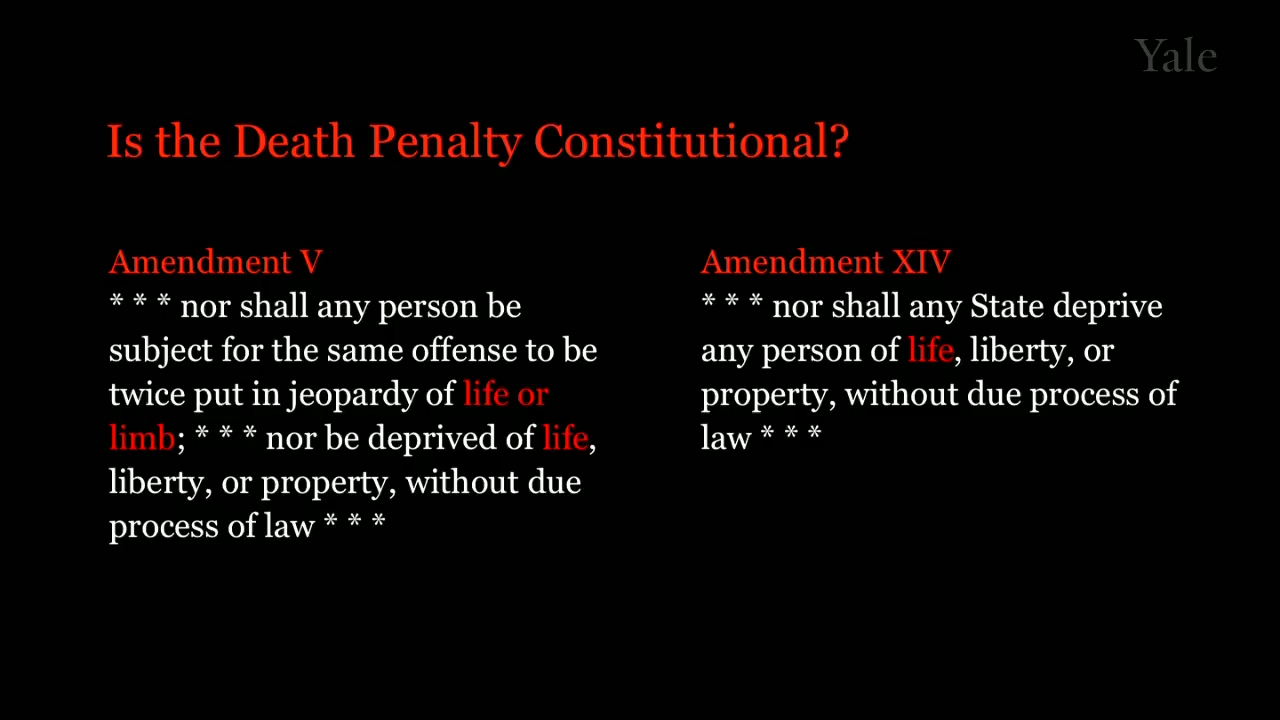 Yale
Is the Death Penalty Constitutional?
Amendment V
* * * nor shall any person be
subject for the same offense to be
twice put in jeopardy of life or
limb; * * * nor be deprived of life,
liberty, or property, without due
process of law * * *
Amendment XIV
* * * nor shall any State deprive
any person of life, liberty, or
property, without due process of
law * * *